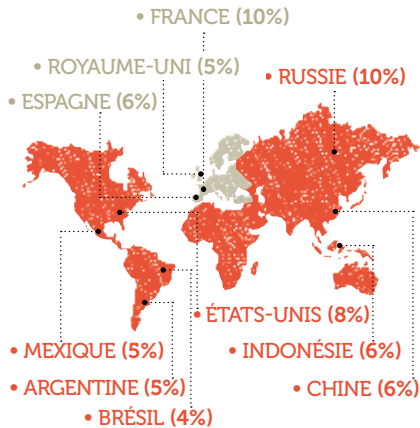 • FRANCE (10%)
• ROYAUME-UNI (5%)
• RUSSIE (10%)
• ESPAGNE (6%)
• ÉTATS-UNIS (8%)
• MEXIQUE (5%)
• INDONÉSIE (6%)
• ARGENTINE (5%)
• CHINE (6%)
• BRÉSIL (4%)